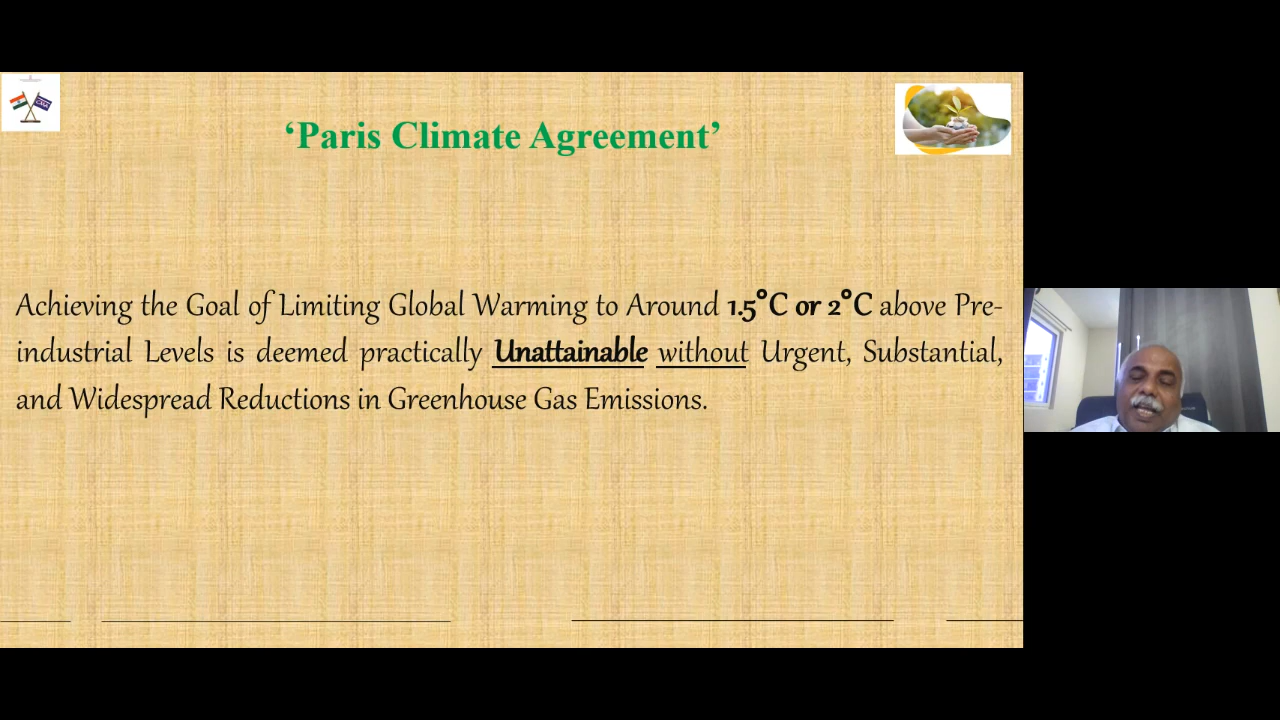 ‘Paris Climate Agreement’
Achieving the Goal of Limiting Global Warming to Around 1.5°C or 2°C above Pre-
industrial Levels is deemed practically Unattainable without Urgent, Substantial,
and Widespread Reductions in Greenhouse Gas Emissions.